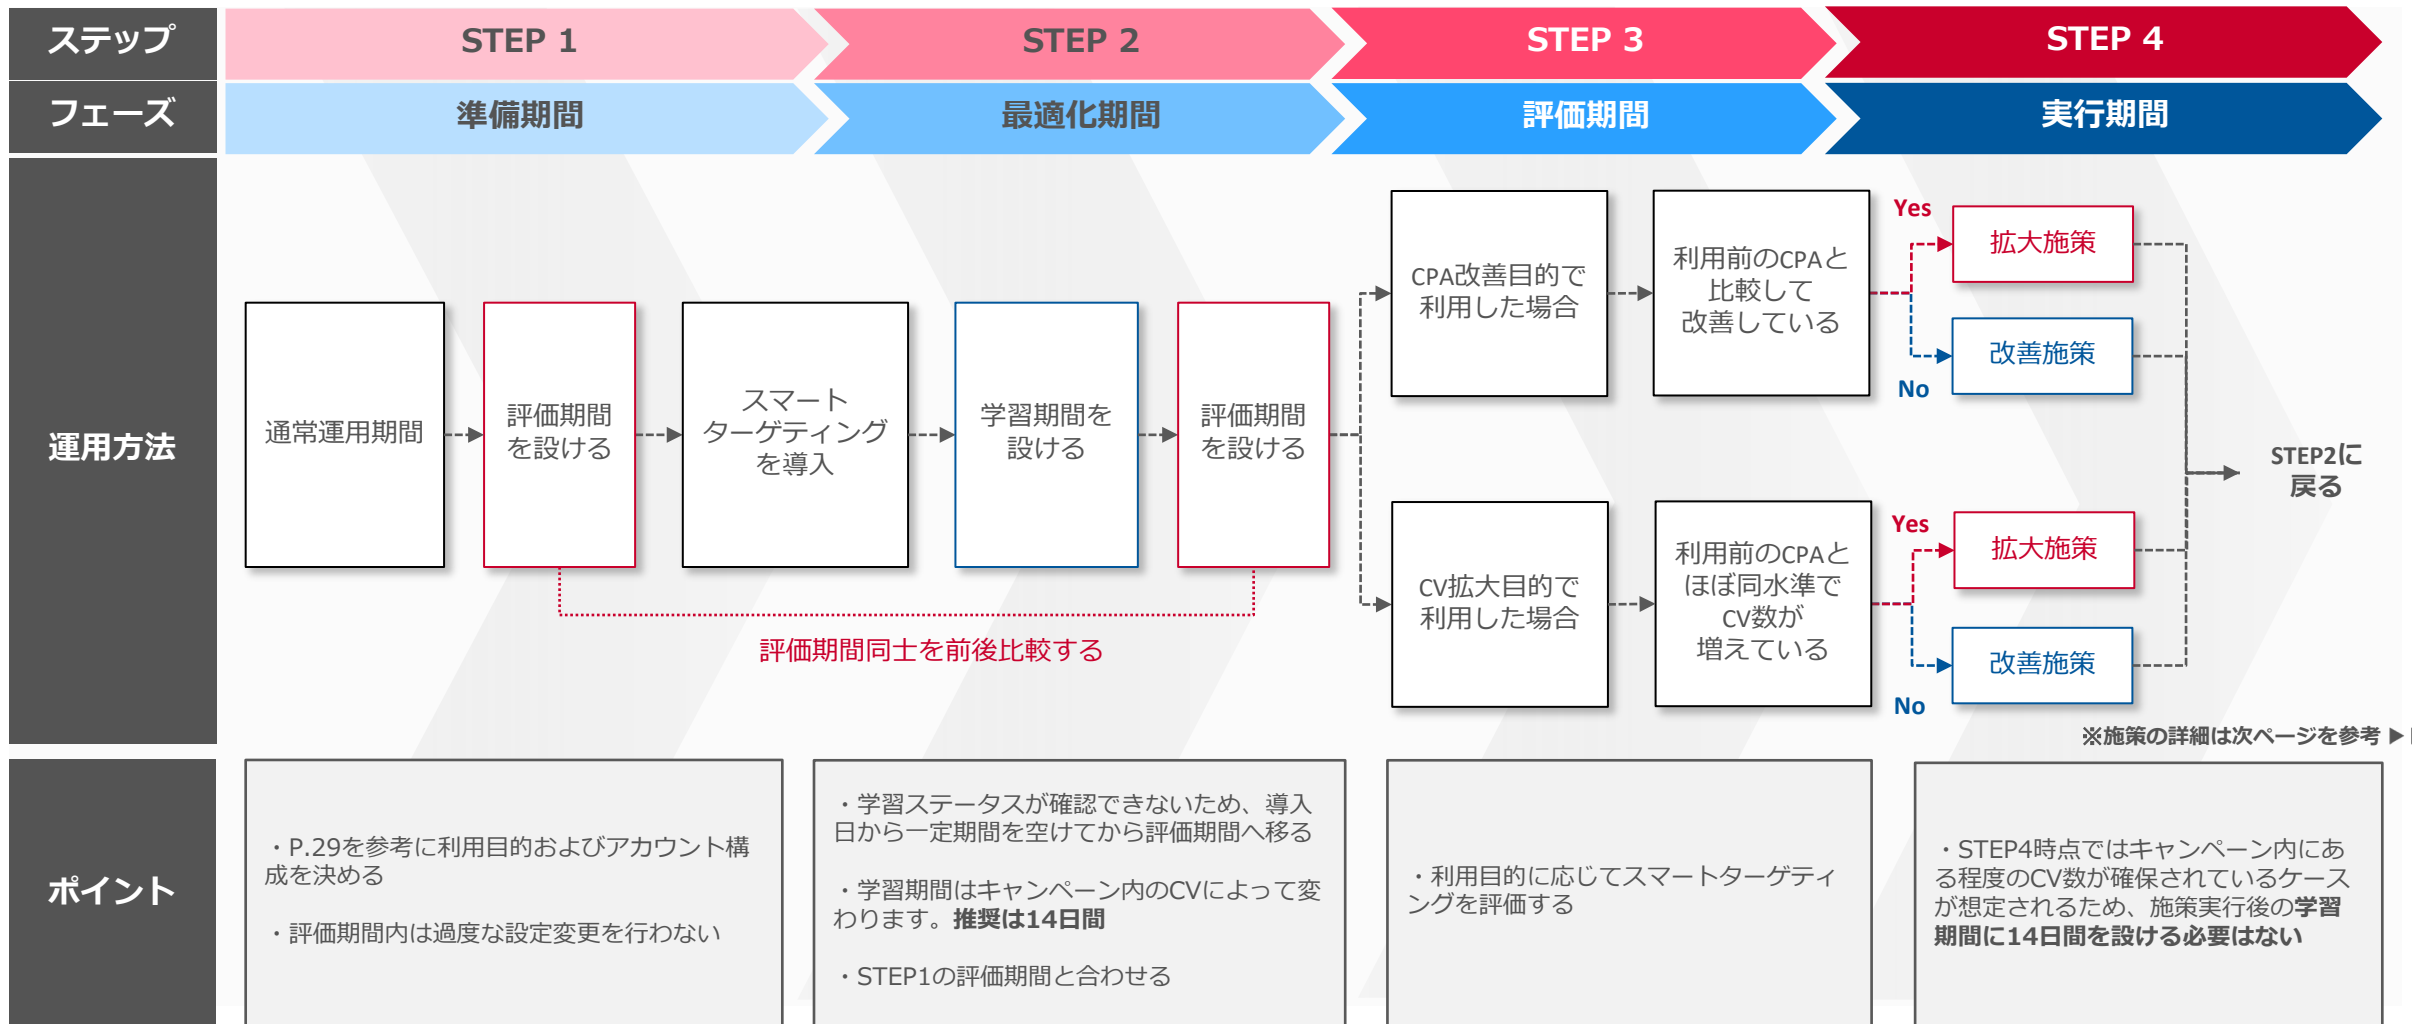 ステップ
STEP 1
STEP 2
STEP 3
STEP 4
フェーズ
準備期間
最適化期間
評価期間
実行期間
運用方法
通常運用期間
評価期間
を設ける
スマート
ターゲティング
を導入
学習期間を
設ける
評価期間
を設ける
評価期間同士を前後比較する
CPA改善目的で
利用した場合
利用前のCPAと
比較して
改善している
Yes
拡大施策
No
改善施策
CV拡大目的で
利用した場合
利用前のCPAと
ほぼ同水準で
CV数が
増えている
Yes
拡大施策
No
改善施策
STEP2に
戻る
※施策の詳細は次ページを参考 ▶
ポイント
・P.29を参考に利用目的およびアカウント構
成を決める
・評価期間内は過度な設定変更を行わない
・学習ステータスが確認できないため、導入
日から一定期間を空けてから評価期間へ移る
・学習期間はキャンペーン内のCVによって変
わります。推奨は14日間
・STEP1の評価期間と合わせる
・利用目的に応じてスマートターゲティ
ングを評価する
・STEP4時点ではキャンペーン内にあ
る程度のCV数が確保されているケース
が想定されるため、施策実行後の学習
期間に14日間を設ける必要はない